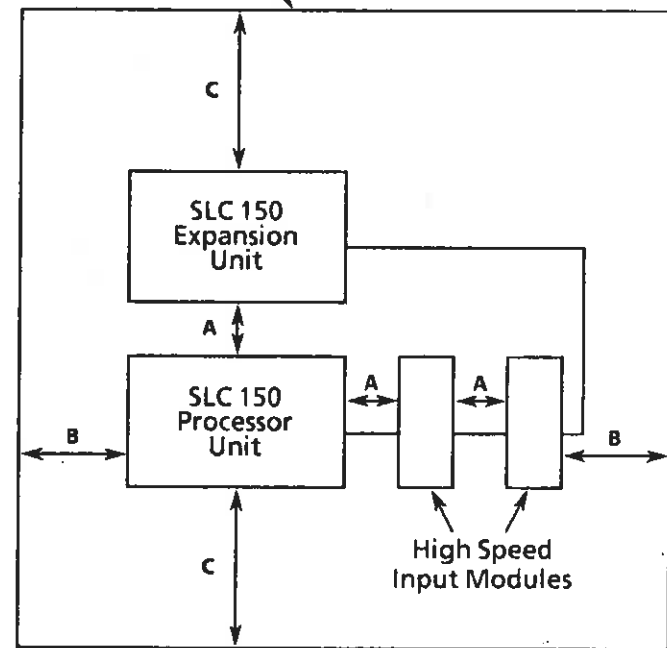 C
SLC 150
Expansion
Unit
A
SLC 150
Processor
Unit
A
A
B
B
C
High Speed
Input Modules